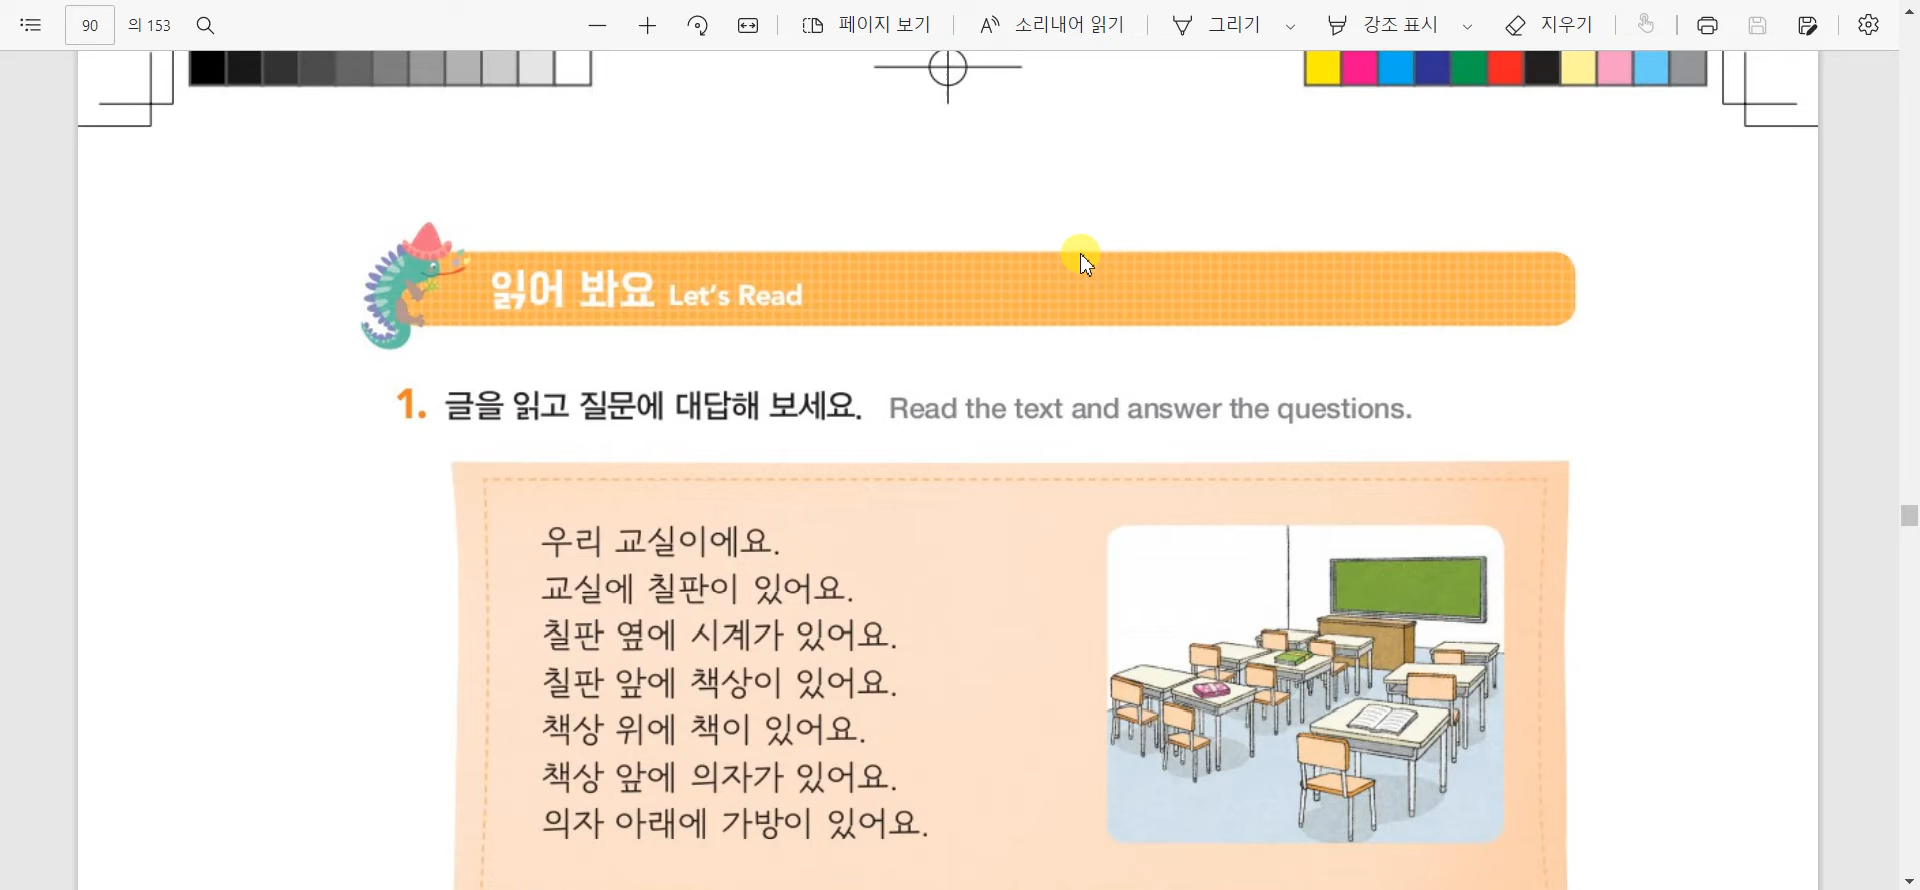 90 의 153 페이지 보기 소리내어 읽기 그리기 강조 표시 지우기
읽어 봐요 Let's Read
1. 글을 읽고 질문에 대답해 보세요. Read the text and answer the questions.
우리 교실이에요.
교실에 칠판이 있어요.
칠판 옆에 시계가 있어요.
칠판 앞에 책상이 있어요.
책상 위에 책이 있어요.
책상 앞에 의자가 있어요.
의자 아래에 가방이 있어요.